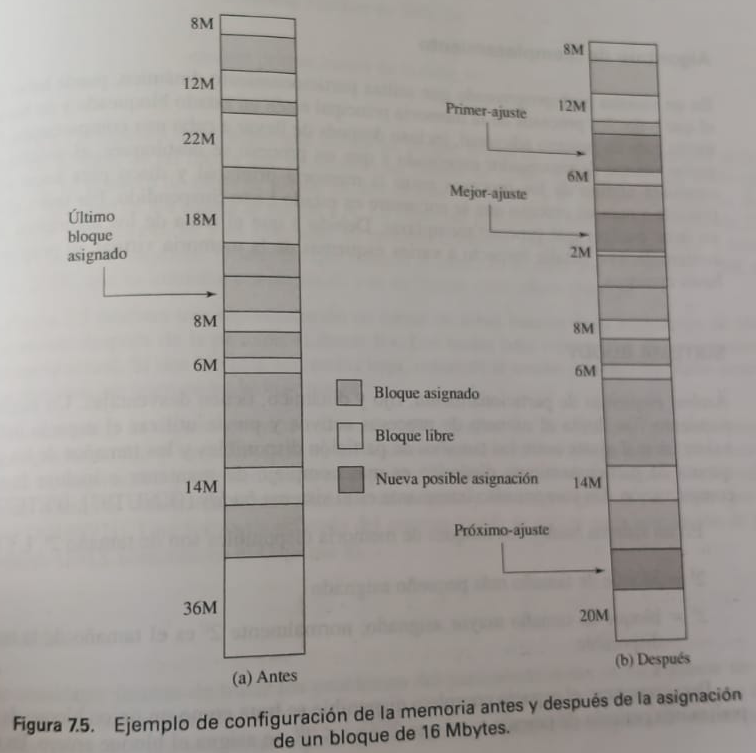 8M
12M
22M
18M
Último
bloque
asignado
8M
6M
14M
36M
(a) Antes
Bloque asignado
Bloque libre
Nueva posible asignación
8M
12M
Primer-ajuste
6M
Mejor-ajuste
2M
8M
6M
14M
Próximo-ajuste
20M
(b) Después
Figura 7.5. Ejemplo de configuración de la memoria antes y después de la asignación
de un bloque de 16 Mbytes.